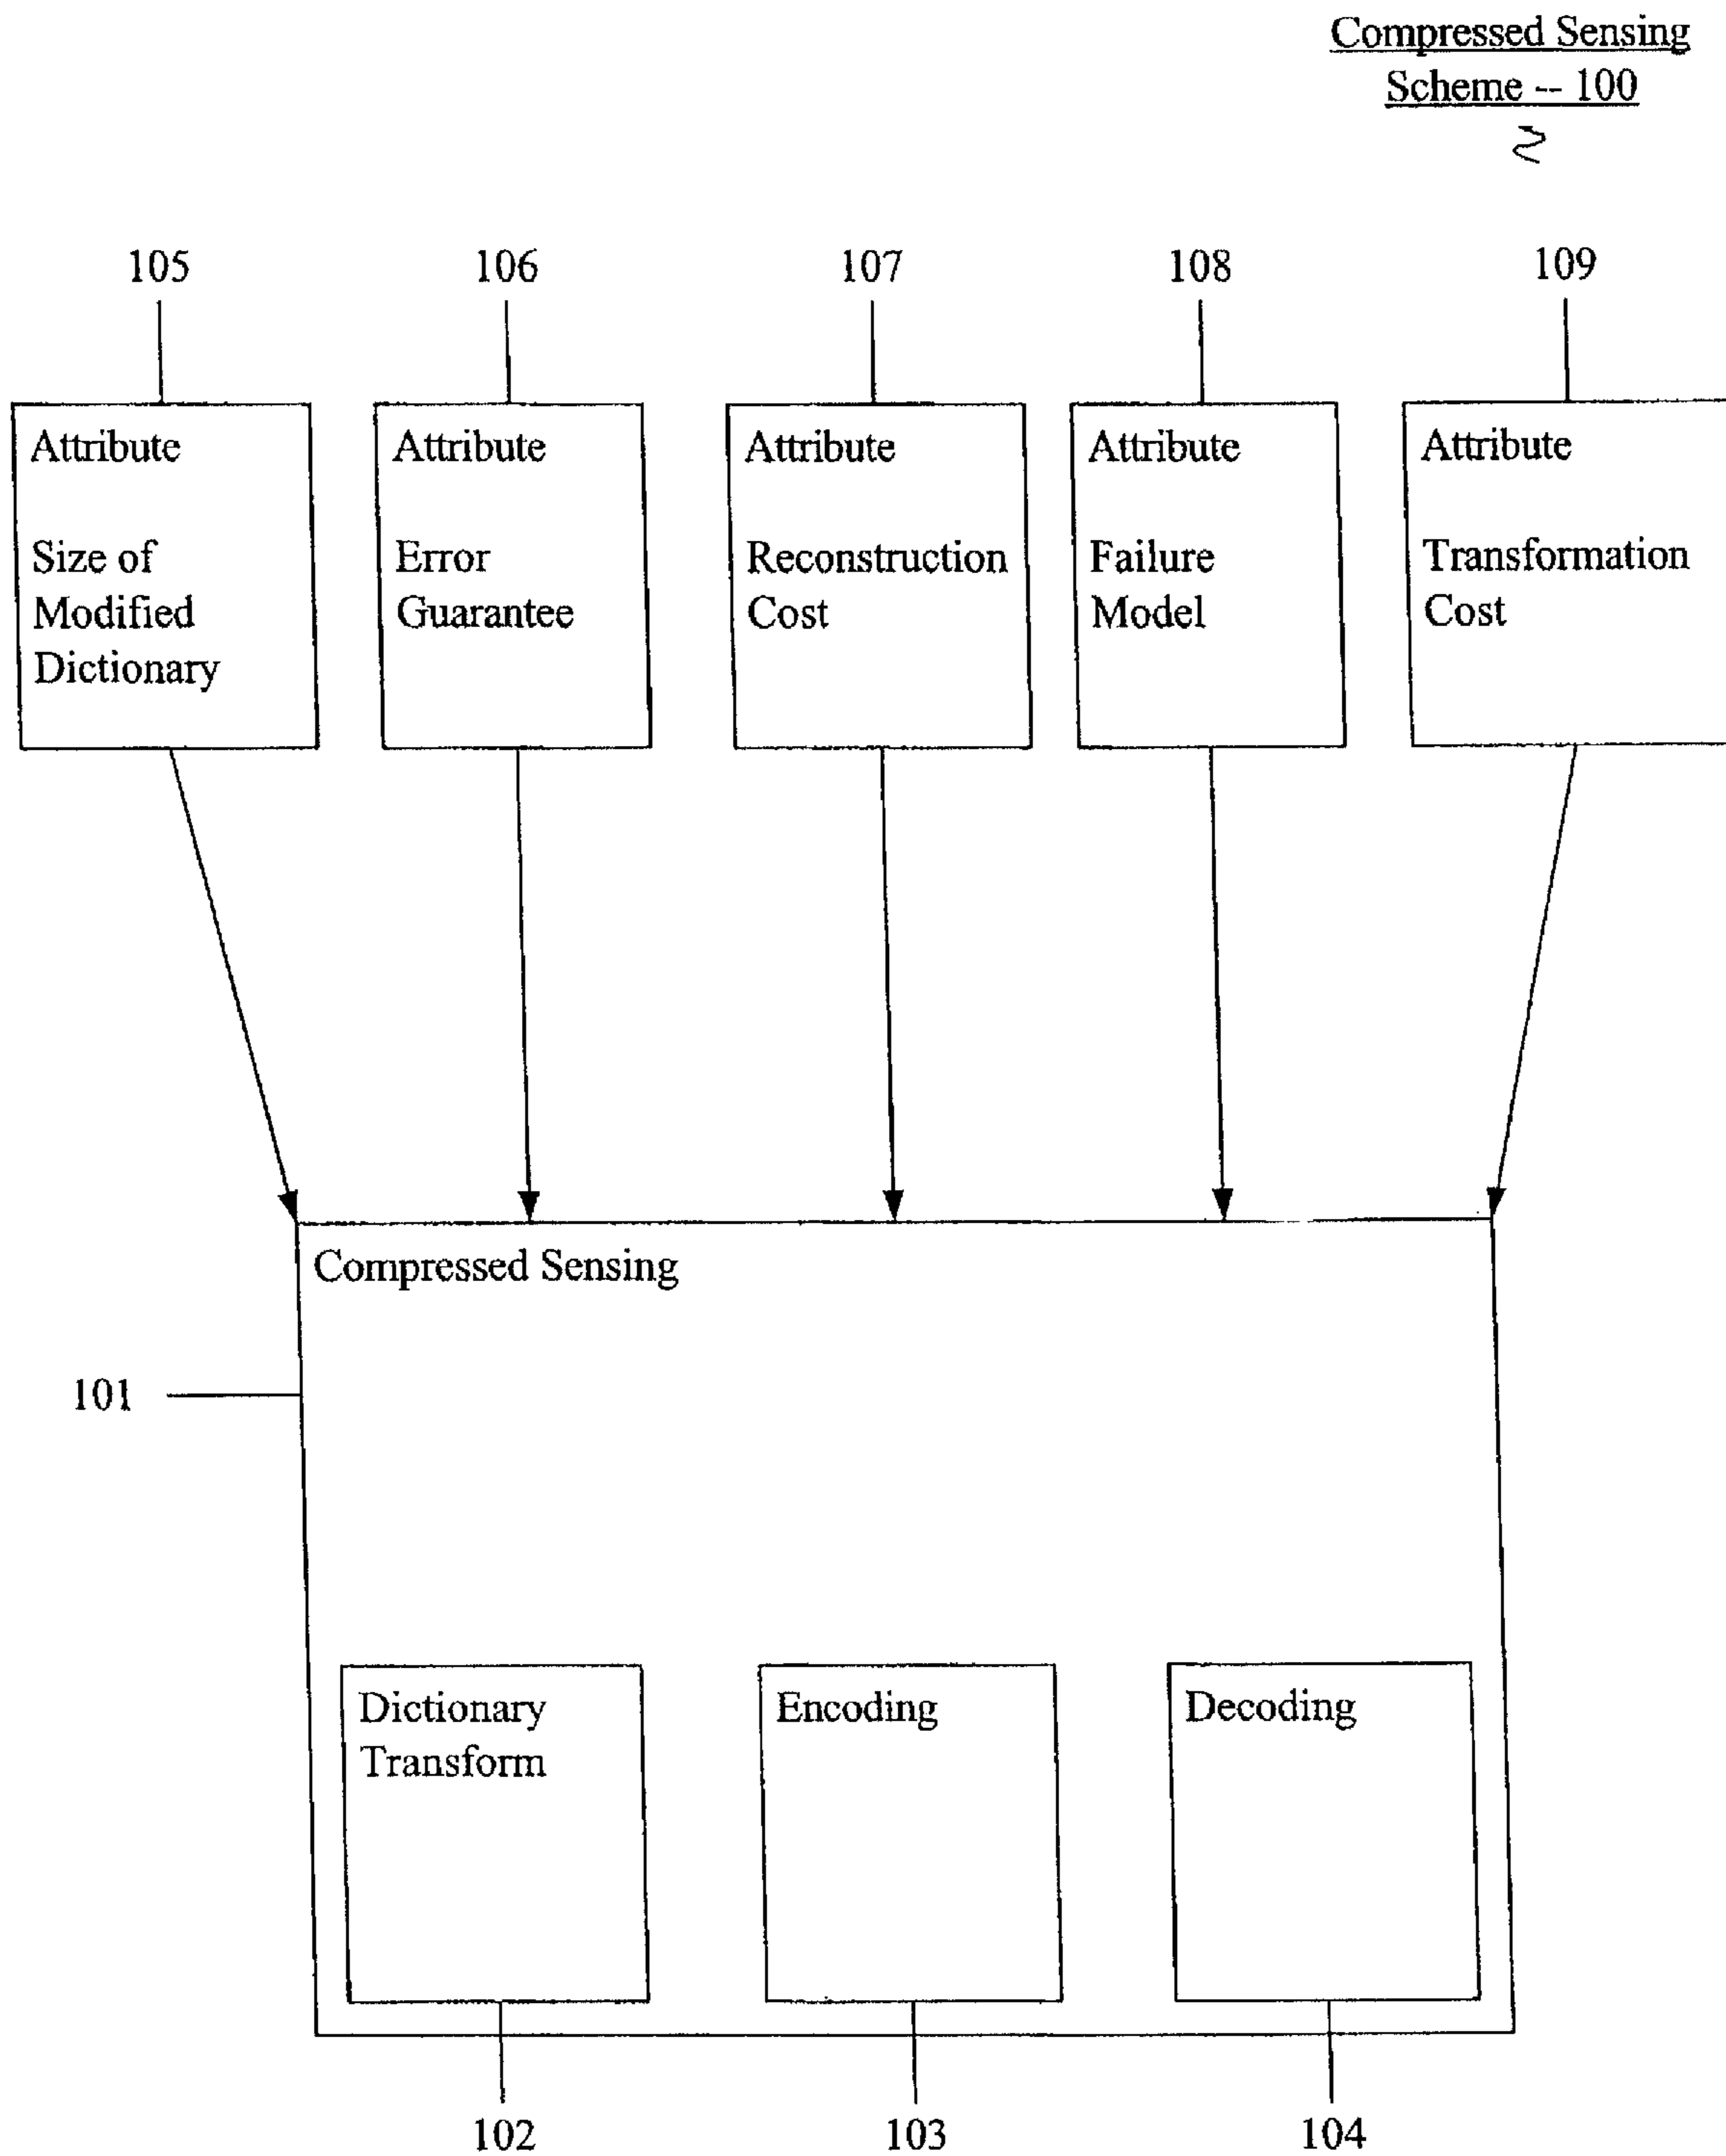 Compressed Sensing
Scheme -- 100
105
106
107
108
109
Attribute
Size of
Modified
Dictionary
Attribute
Error
Guarantee
Attribute
Reconstruction
Cost
Attribute
Failure
Model
Attribute
Transformation
Cost
Compressed Sensing
101
Dictionary
Transform
Encoding
Decoding
102
103
104